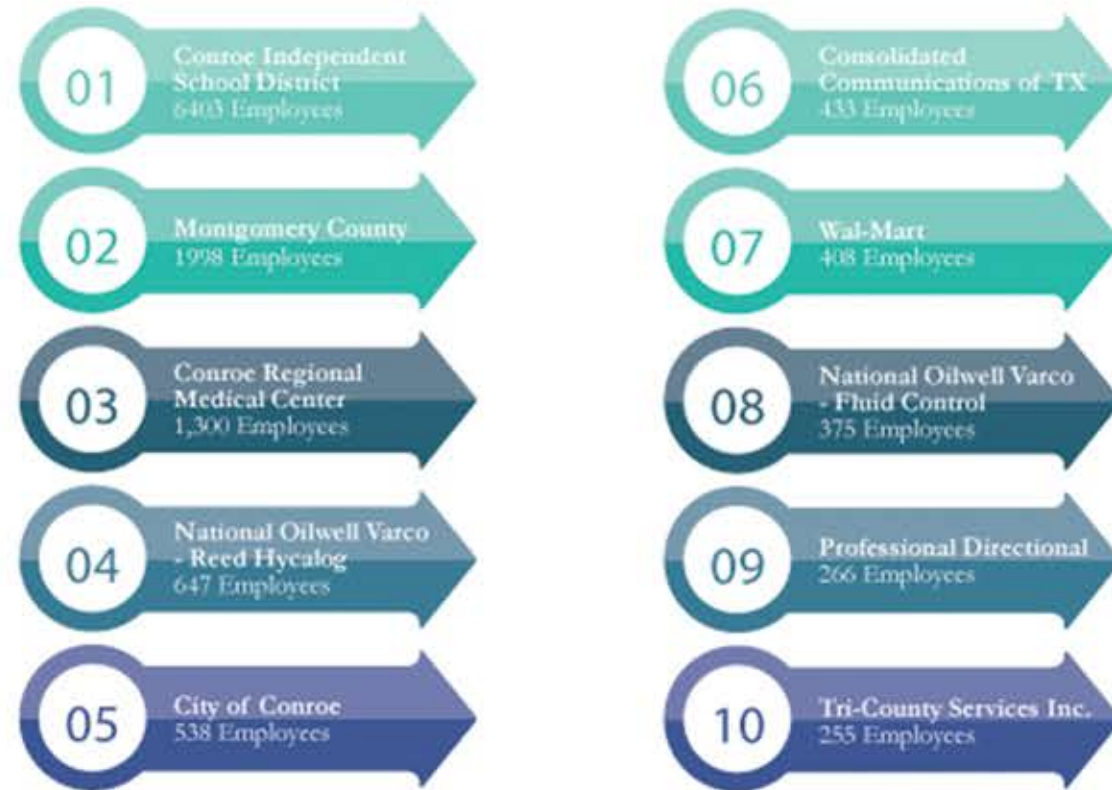 01
Conroe Independent
School District
6403 Employees
02
Montgomery County
1998 Employees
03
Conroe Regional
Medical Center
1,300 Employees
04
National Oilwell Varco
- Reed Hycalog
647 Employees
05
City of Conroe
538 Employees
06
Consolidated
Communications of TX
433 Employees
07
Wal-Mart
408 Employees
08
National Oilwell Varco
- Fluid Control
375 Employees
09
Professional Directional
266 Employees
10
Tri-County Services Inc.
255 Employees